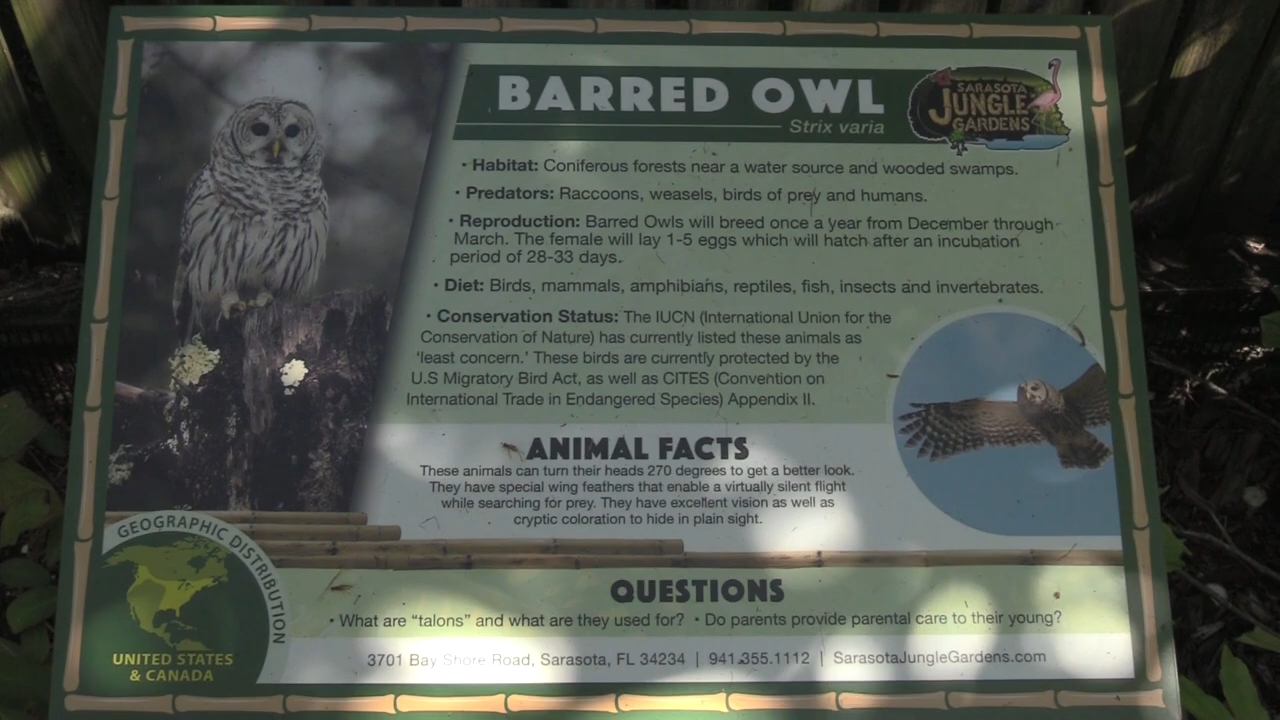 BARRED OWL
Strix varia
SARASOTA
JUNGLE
GARDENS
• Habitat: Coniferous forests near a water source and wooded swamps.
• Predators: Raccoons, weasels, birds of prey and humans.
• Reproduction: Barred Owls will breed once a year from December through
March. The female will lay 1-5 eggs which will hatch after an incubation
period of 28-33 days.
• Diet: Birds, mammals, amphibians, reptiles, fish, insects and invertebrates.
• Conservation Status: The IUCN (International Union for the
Conservation of Nature) has currently listed these animals as
‘least concern.’ These birds are currently protected by the
U.S Migratory Bird Act, as well as CITES (Convention on
International Trade in Endangered Species) Appendix II.
ANIMAL FACTS
These animals can turn their heads 270 degrees to get a better look.
They have special wing feathers that enable a virtually silent flight
while searching for prey. They have excellent vision as well as
cryptic coloration to hide in plain sight.
GEOGRAPHIC DISTRIBUTION
UNITED STATES
& CANADA
QUESTIONS
• What are “talons” and what are they used for? • Do parents provide parental care to their young?
3701 Bay Shore Road, Sarasota, FL 34234 | 941.355.1112 | SarasotaJungleGardens.com